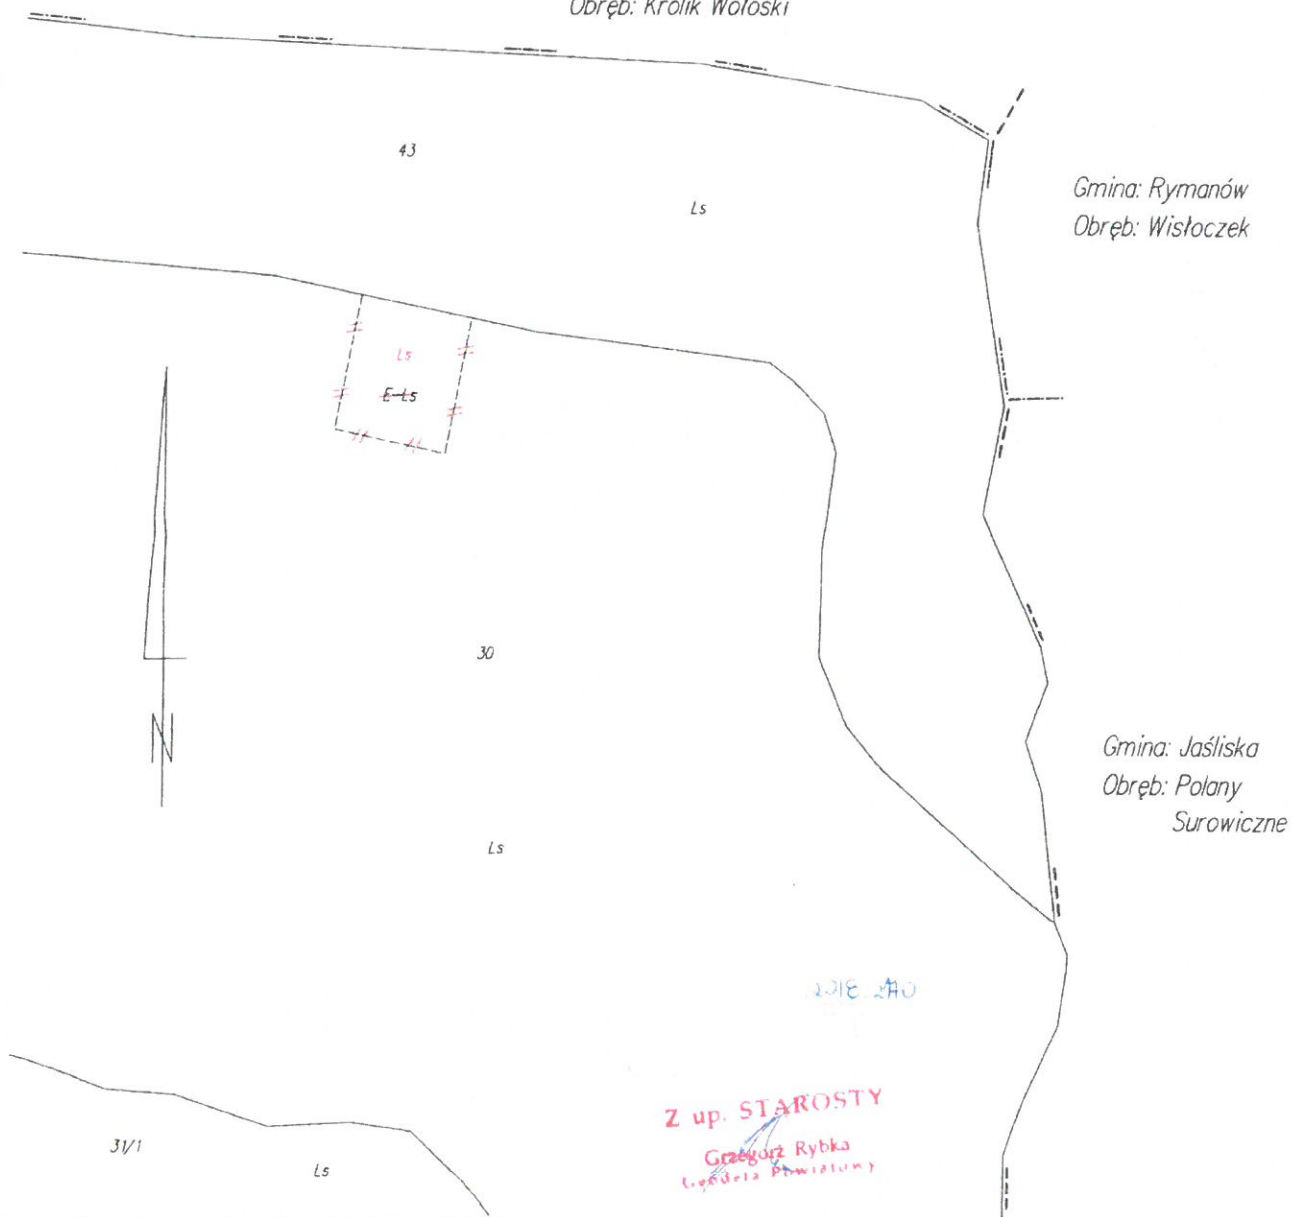 Obręb: Królik Wołoski
43
Ls
Gmina: Rymanów
Obręb: Wisłoczek
Ls
E-Ls
30
N
Gmina: Jaśliska
Obręb: Polany
Surowiczne
Ls
Z up. STAROSTY
Grzegorz Rybka
Geodeta Powiatowy
31/1
Ls